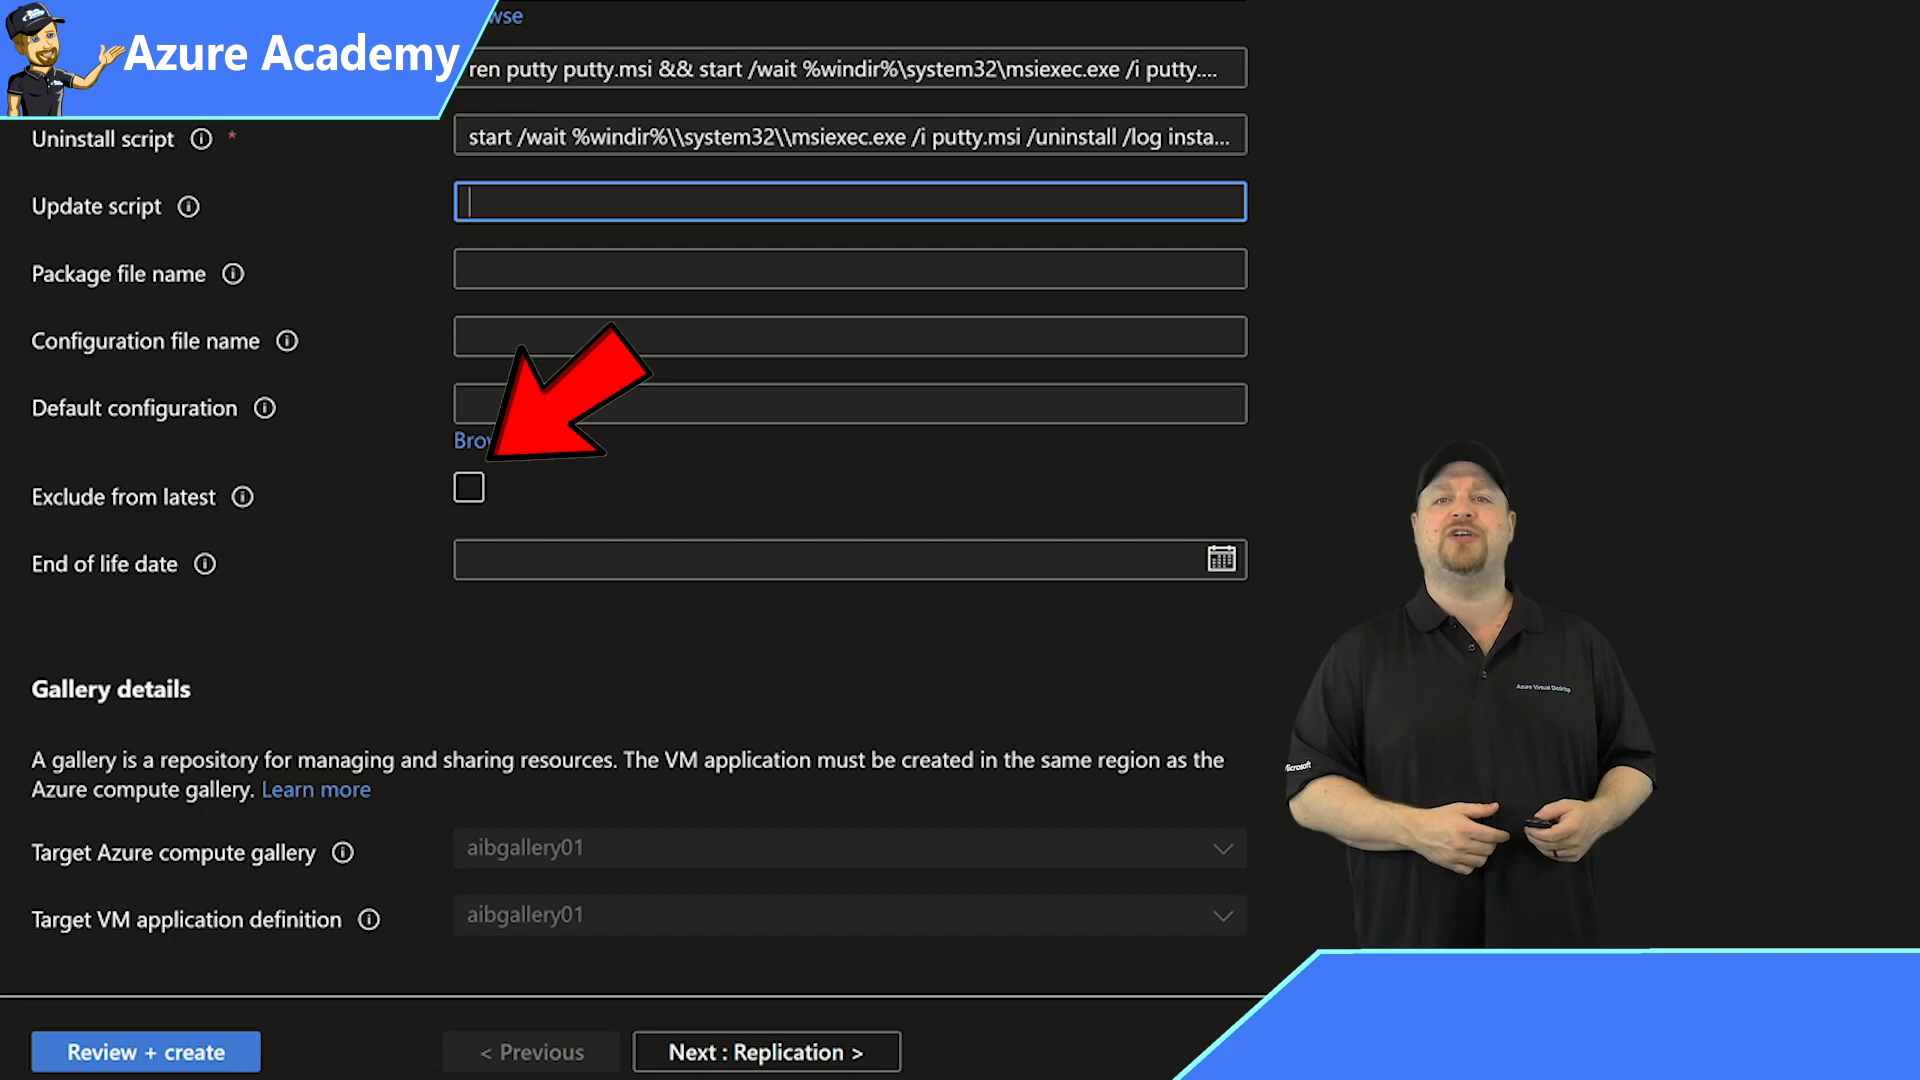 Azure Academy
wse
ren putty putty.msi && start /wait %windir%\system32\msiexec.exe /i putty....
Uninstall script *
start /wait %windir%\\system32\\msiexec.exe /i putty.msi /uninstall /log insta...
Update script
Package file name
Configuration file name
Default configuration
Bro
Exclude from latest
End of life date
Azure Virtual Desktop
Gallery details
A gallery is a repository for managing and sharing resources. The VM application must be created in the same region as the
Azure compute gallery. Learn more
Microsoft
Target Azure compute gallery
aibgallery01
Target VM application definition
aibgallery01
Review + create
< Previous
Next : Replication >